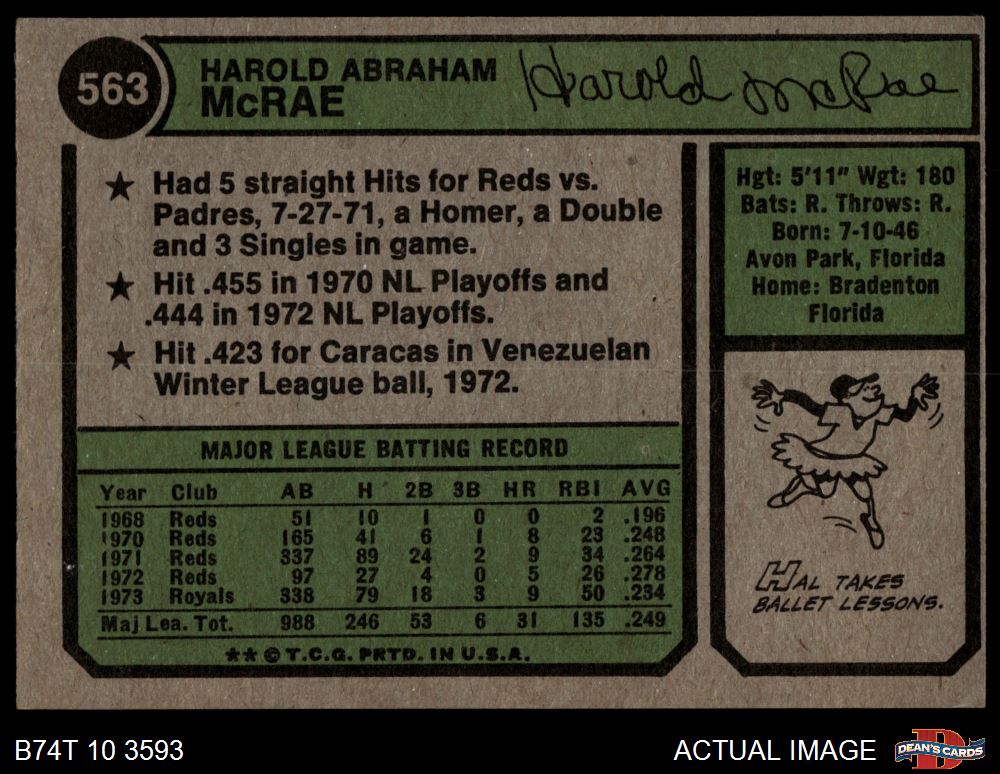 563
HAROLD ABRAHAM
McRAE
Harold McRae
★ Had 5 straight Hits for Reds vs.
Padres, 7-27-71, a Homer, a Double
and 3 Singles in game.
★ Hit .455 in 1970 NL Playoffs and
.444 in 1972 NL Playoffs.
★ Hit .423 for Caracas in Venezuelan
Winter League ball, 1972.
Hgt: 5'11" Wgt: 180
Bats: R. Throws: R.
Born: 7-10-46
Avon Park, Florida
Home: Bradenton
Florida
MAJOR LEAGUE BATTING RECORD
Year Club AB H 2B 3B HR RBI AVG
1968 Reds 51 10 1 0 0 2 .196
1970 Reds 165 41 6 1 8 23 .248
1971 Reds 337 89 24 2 9 34 .264
1972 Reds 97 27 4 0 5 26 .278
1973 Royals 338 79 18 3 9 50 .234
Maj Lea. Tot. 988 246 53 6 31 135 .249
★★ © T.C.G. PRTD. IN U.S.A.
HAL TAKES
BALLET LESSONS.
B74T 10 3593
ACTUAL IMAGE
DEAN'S CARDS